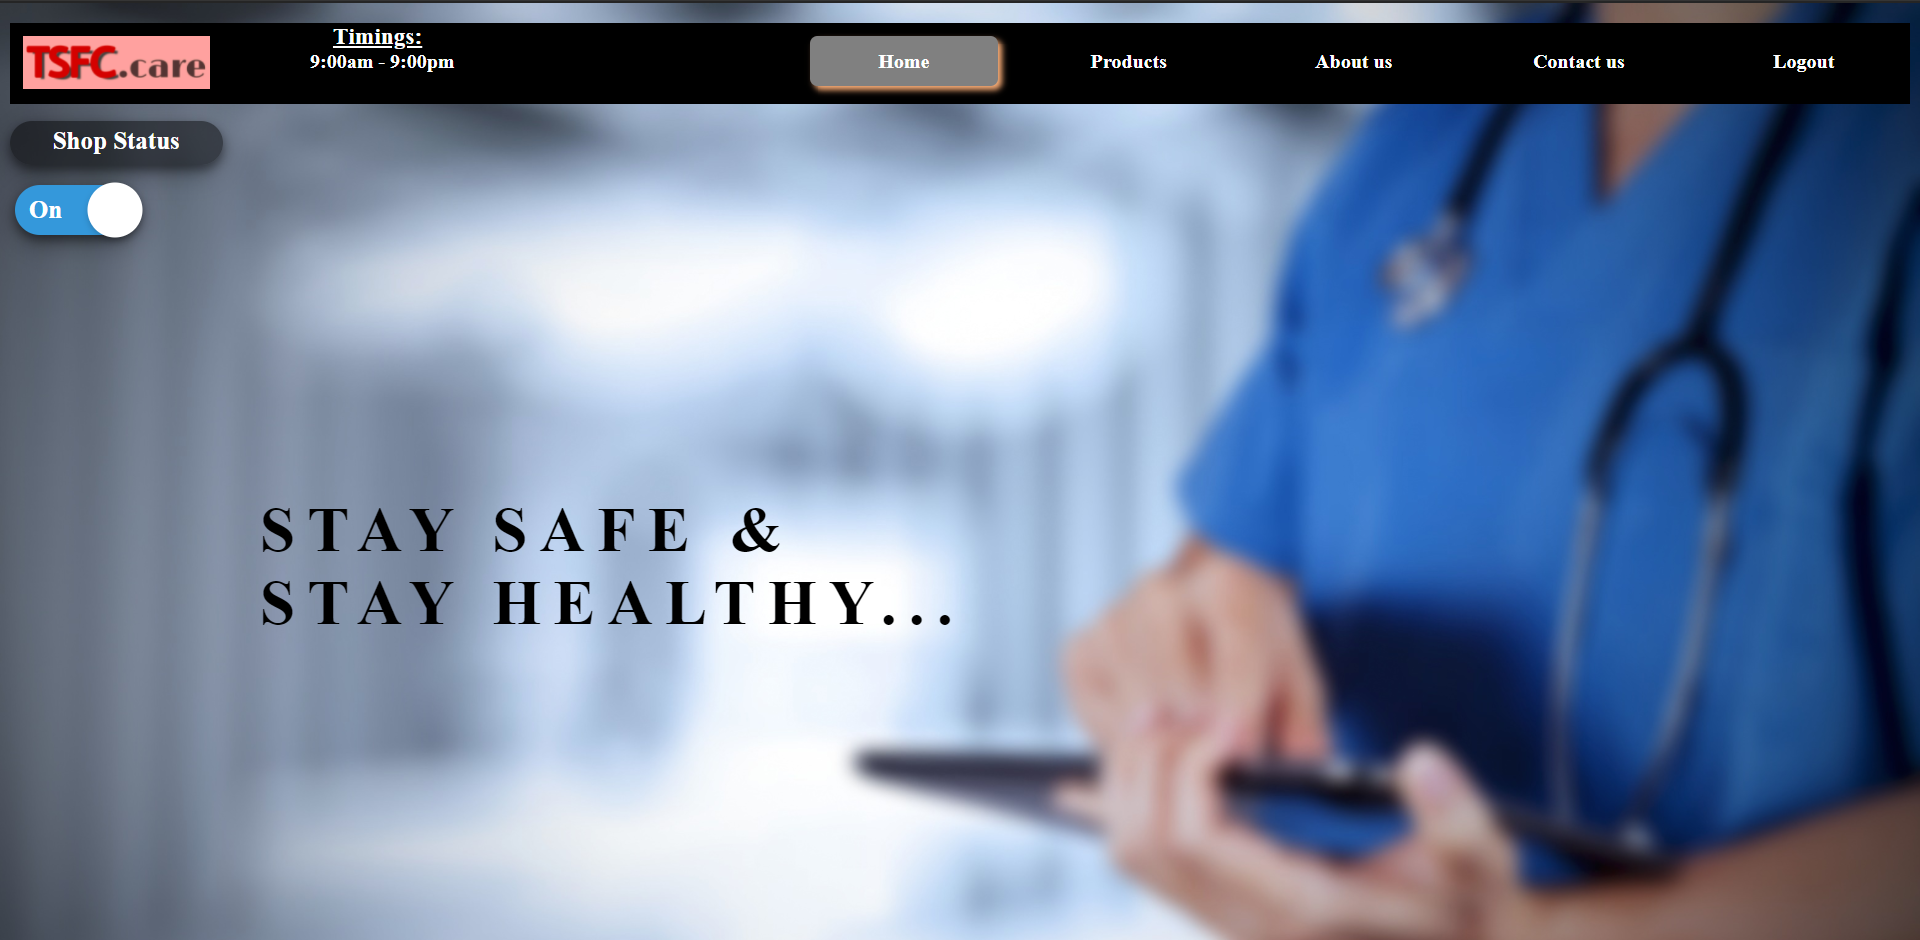 TSFC.care
Timings:
9:00am - 9:00pm
Home
Products
About us
Contact us
Logout
Shop Status
On
STAY SAFE &
STAY HEALTHY...